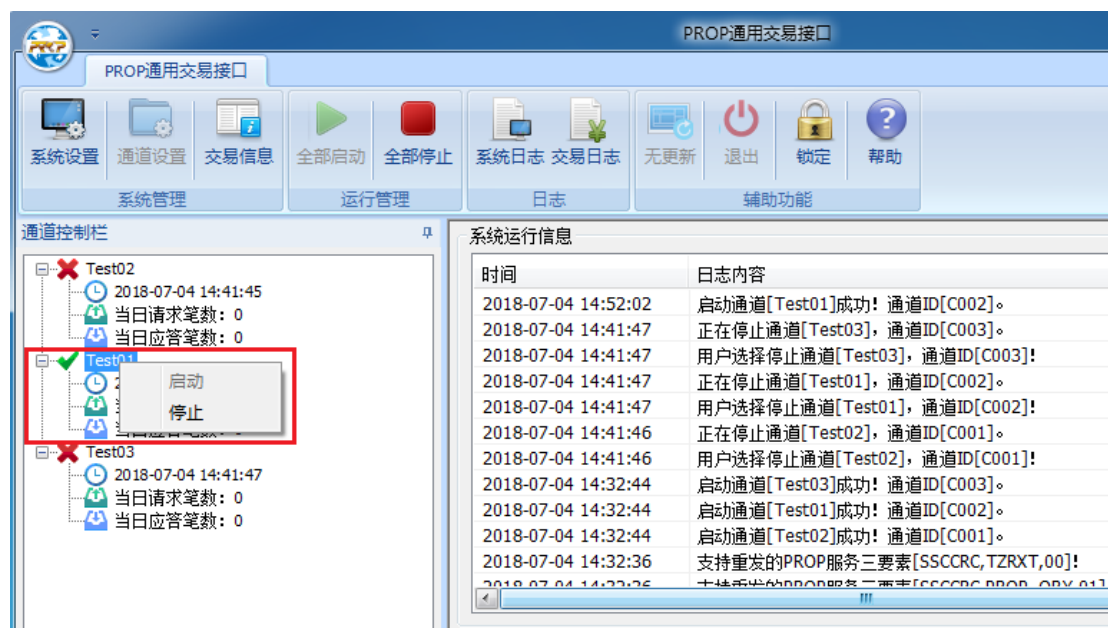 PROP通用交易接口
PROP
PROP通用交易接口
系统设置 通道设置 交易信息 全部启动 全部停止 系统日志 交易日志 无更新 退出 锁定 帮助
系统管理 运行管理 日志 辅助功能
通道控制栏
Test02
2018-07-04 14:41:45
当日请求笔数: 0
当日应答笔数: 0
Test01
启动
停止
Test03
2018-07-04 14:41:47
当日请求笔数: 0
当日应答笔数: 0
系统运行信息
时间 日志内容
2018-07-04 14:52:02 启动通道[Test01]成功! 通道ID[C002]。
2018-07-04 14:41:47 正在停止通道[Test03], 通道ID[C003]。
2018-07-04 14:41:47 用户选择停止通道[Test03], 通道ID[C003]!
2018-07-04 14:41:47 正在停止通道[Test01], 通道ID[C002]。
2018-07-04 14:41:47 用户选择停止通道[Test01], 通道ID[C002]!
2018-07-04 14:41:46 正在停止通道[Test02], 通道ID[C001]。
2018-07-04 14:41:46 用户选择停止通道[Test02], 通道ID[C001]!
2018-07-04 14:32:44 启动通道[Test03]成功! 通道ID[C003]。
2018-07-04 14:32:44 启动通道[Test01]成功! 通道ID[C002]。
2018-07-04 14:32:44 启动通道[Test02]成功! 通道ID[C001]。
2018-07-04 14:32:36 支持重发的PROP服务三要素[SSCCRC,TZRXT,00]!